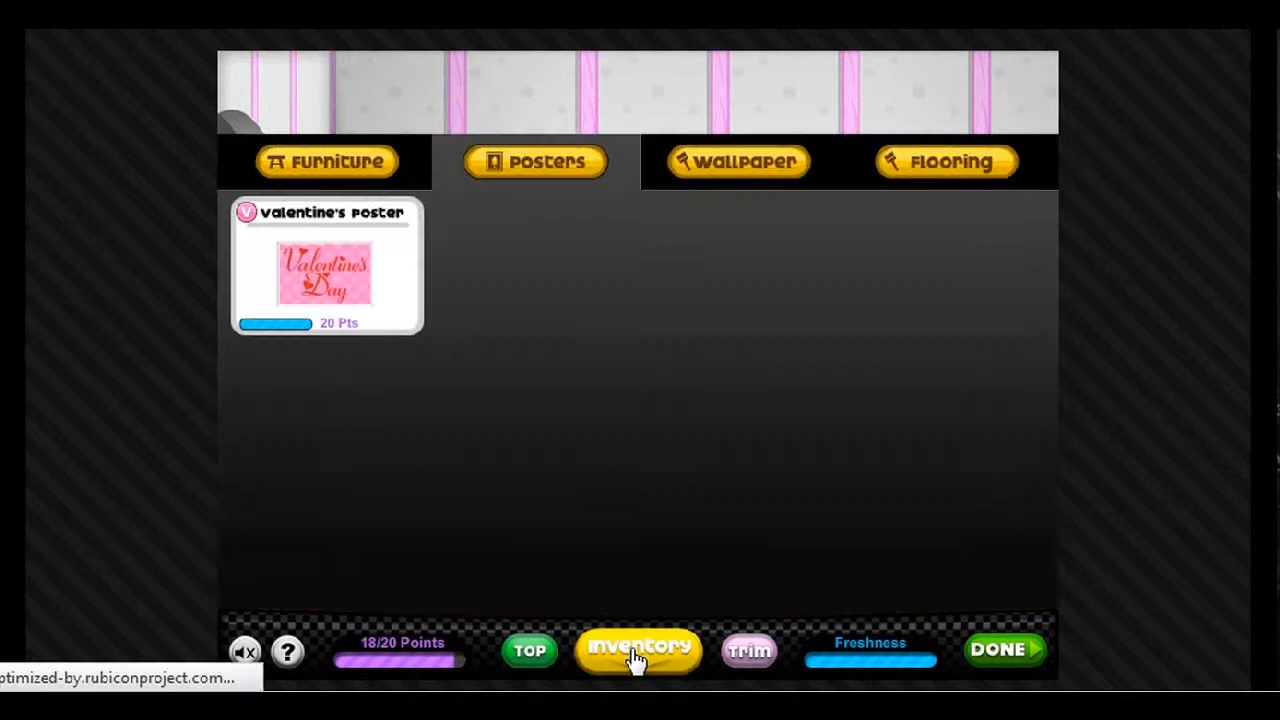 Furniture
Posters
Wallpaper
Flooring
V Valentine's Poster
Valentine's
Day
20 Pts
18/20 Points
TOP
Inventory
Trim
Freshness
DONE
?
ptimized-by.rubiconproject.com...